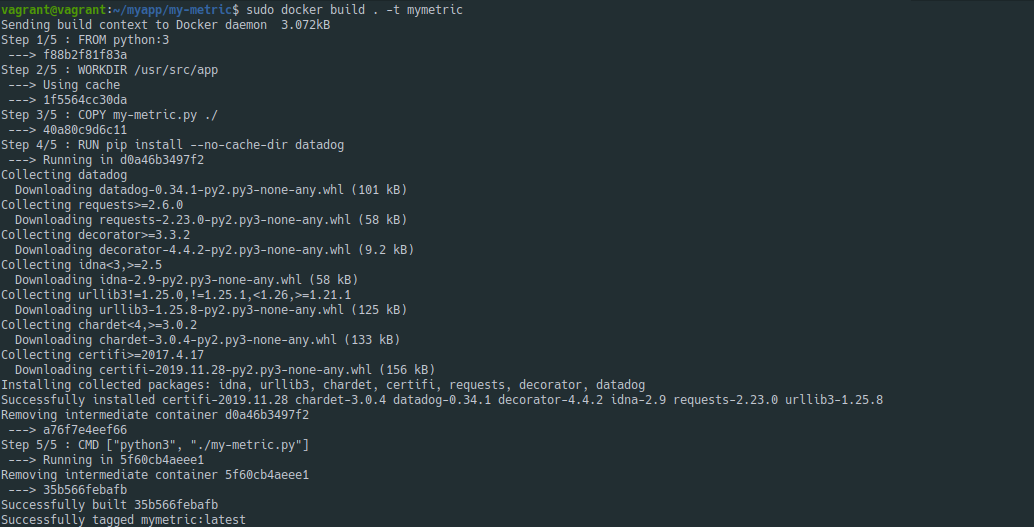 vagrant@vagrant:~/myapp/my-metric$ sudo docker build . -t mymetric
Sending build context to Docker daemon  3.072kB
Step 1/5 : FROM python:3
 ---> f88b2f81f83a
Step 2/5 : WORKDIR /usr/src/app
 ---> Using cache
 ---> 1f5564cc30da
Step 3/5 : COPY my-metric.py ./
 ---> 40a80c9d6c11
Step 4/5 : RUN pip install --no-cache-dir datadog
 ---> Running in d0a46b3497f2
Collecting datadog
  Downloading datadog-0.34.1-py2.py3-none-any.whl (101 kB)
Collecting requests>=2.6.0
  Downloading requests-2.23.0-py2.py3-none-any.whl (58 kB)
Collecting decorator>=3.3.2
  Downloading decorator-4.4.2-py2.py3-none-any.whl (9.2 kB)
Collecting idna<3,>=2.5
  Downloading idna-2.9-py2.py3-none-any.whl (58 kB)
Collecting urllib3!=1.25.0,!=1.25.1,<1.26,>=1.21.1
  Downloading urllib3-1.25.8-py2.py3-none-any.whl (125 kB)
Collecting chardet<4,>=3.0.2
  Downloading chardet-3.0.4-py2.py3-none-any.whl (133 kB)
Collecting certifi>=2017.4.17
  Downloading certifi-2019.11.28-py2.py3-none-any.whl (156 kB)
Installing collected packages: idna, urllib3, chardet, certifi, requests, decorator, datadog
Successfully installed certifi-2019.11.28 chardet-3.0.4 datadog-0.34.1 decorator-4.4.2 idna-2.9 requests-2.23.0 urllib3-1.25.8
Removing intermediate container d0a46b3497f2
 ---> a76f7e4eef66
Step 5/5 : CMD ["python3", "./my-metric.py"]
 ---> Running in 5f60cb4aeee1
Removing intermediate container 5f60cb4aeee1
 ---> 35b566febafb
Successfully built 35b566febafb
Successfully tagged mymetric:latest